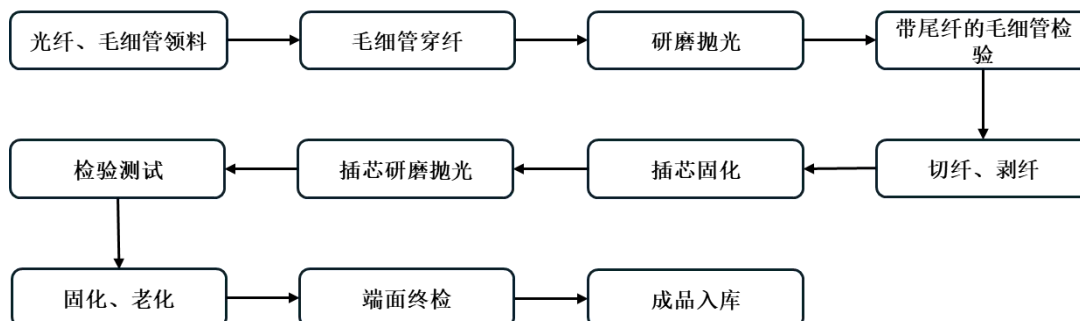 光纤、毛细管领料
毛细管穿纤
研磨抛光
带尾纤的毛细管检
验
切纤、剥纤
插芯固化
插芯研磨抛光
检验测试
固化、老化
端面终检
成品入库